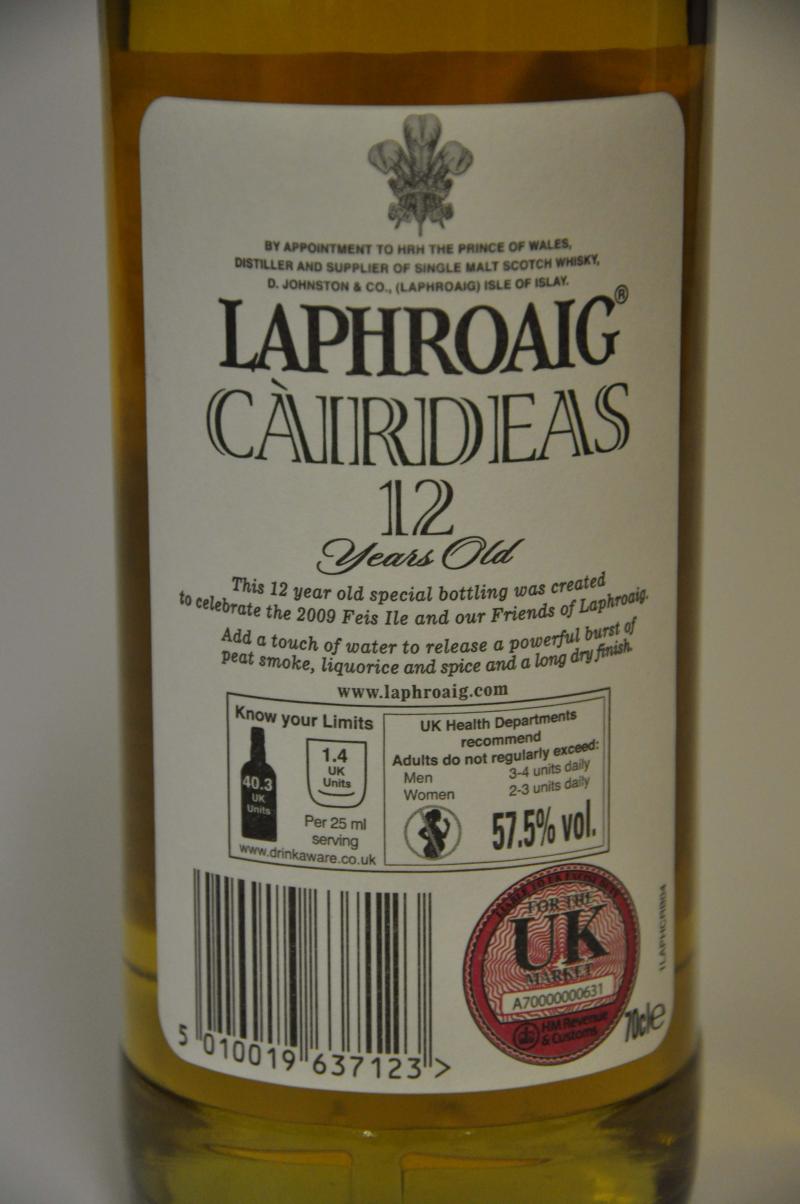 BY APPOINTMENT TO HRH THE PRINCE OF WALES,
DISTILLER AND SUPPLIER OF SINGLE MALT SCOTCH WHISKY,
D. JOHNSTON & CO., (LAPHROAIG) ISLE OF ISLAY.
LAPHROAIG®
CÀIRDEAS
12
Years Old
This 12 year old special bottling was created
to celebrate the 2009 Feis Ile and our Friends of Laphroaig.
Add a touch of water to release a powerful burst of
peat smoke, liquorice and spice and a long dry finish.
www.laphroaig.com
Know your Limits
40.3
UK
Units
1.4
UK
Units
Per 25 ml
serving
www.drinkaware.co.uk
UK Health Departments
recommend
Adults do not regularly exceed:
Men 3-4 units daily
Women 2-3 units daily
57.5% vol.
5 010019 637123 >
FOR THE
UK
MARKET
A70000000631
HM Revenue
& Customs
70cl e